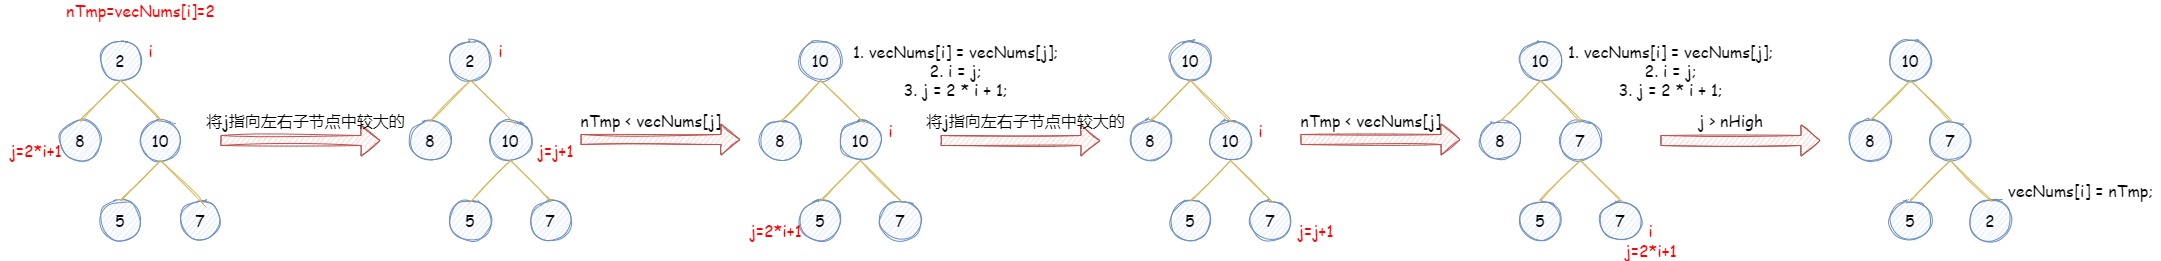 nTmp=vecNums[i]=2
2
i
8
10
j=2*i+1
5
7
将j指向左右子节点中较大的
2
i
8
10
j=j+1
5
7
nTmp < vecNums[j]
10
1. vecNums[i] = vecNums[j];
2. i = j;
3. j = 2 * i + 1;
8
10
i
5
7
j=2*i+1
将j指向左右子节点中较大的
10
8
10
i
5
7
j=j+1
nTmp < vecNums[j]
10
1. vecNums[i] = vecNums[j];
2. i = j;
3. j = 2 * i + 1;
8
7
5
7
i
j=2*i+1
j > nHigh
10
8
7
5
2
vecNums[i] = nTmp;